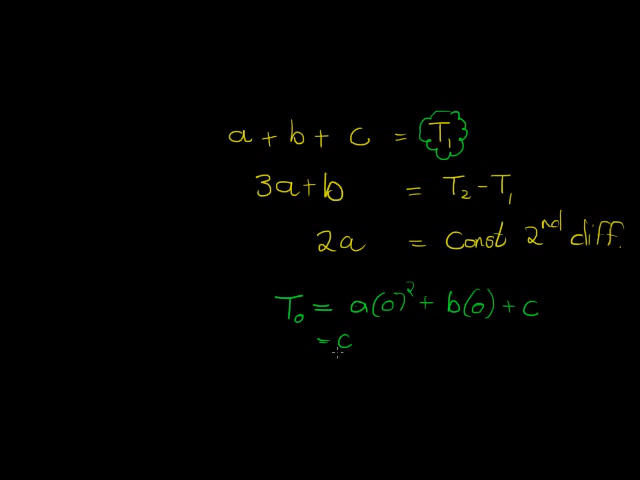 a + b + c = T₁
3a + b = T₂ - T₁
2a = Const 2ⁿᵈ diff.
T₀ = a(0)² + b(0) + c
= c